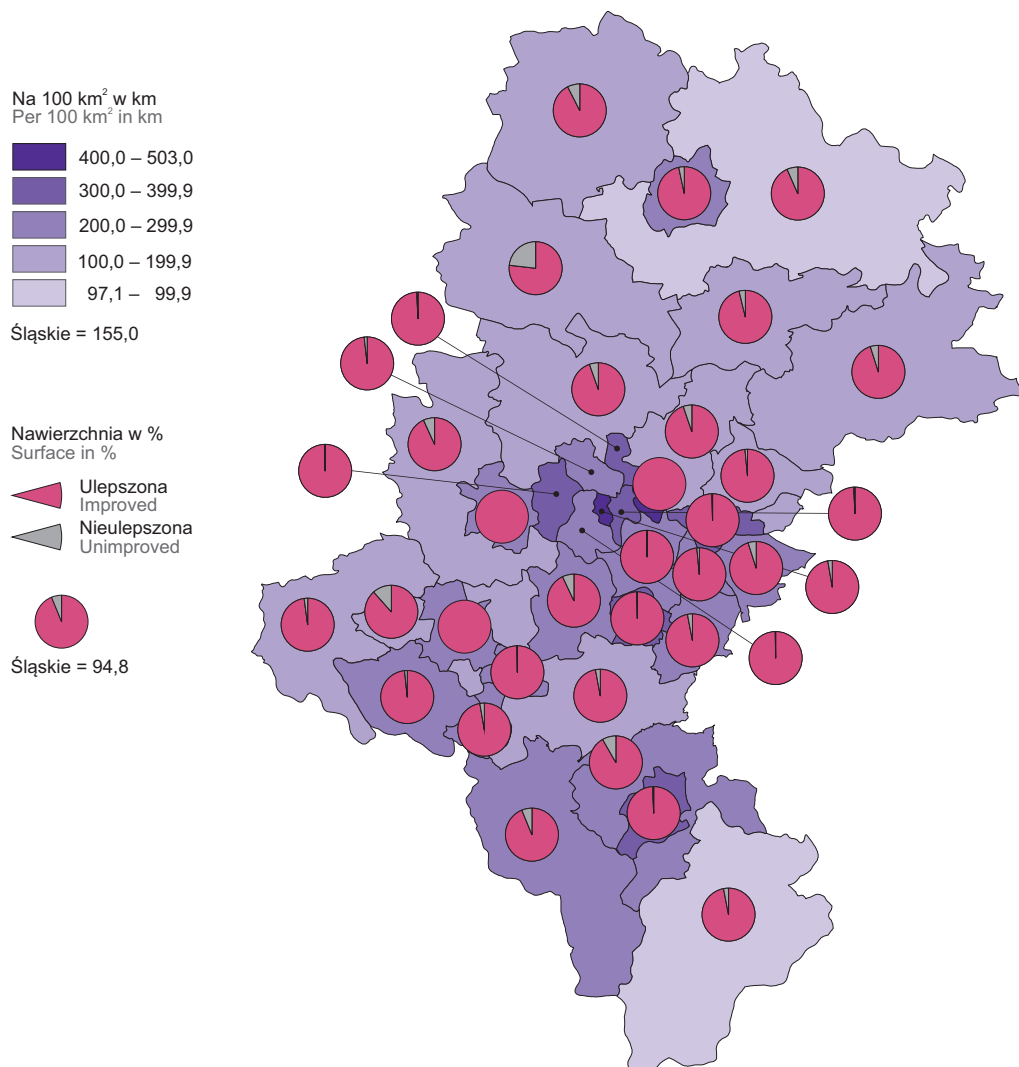 Na 100 km² w km
Per 100 km² in km
400,0 – 503,0
300,0 – 399,9
200,0 – 299,9
100,0 – 199,9
97,1 – 99,9
Śląskie = 155,0
Nawierzchnia w %
Surface in %
Ulepszona
Improved
Nieulepszona
Unimproved
Śląskie = 94,8